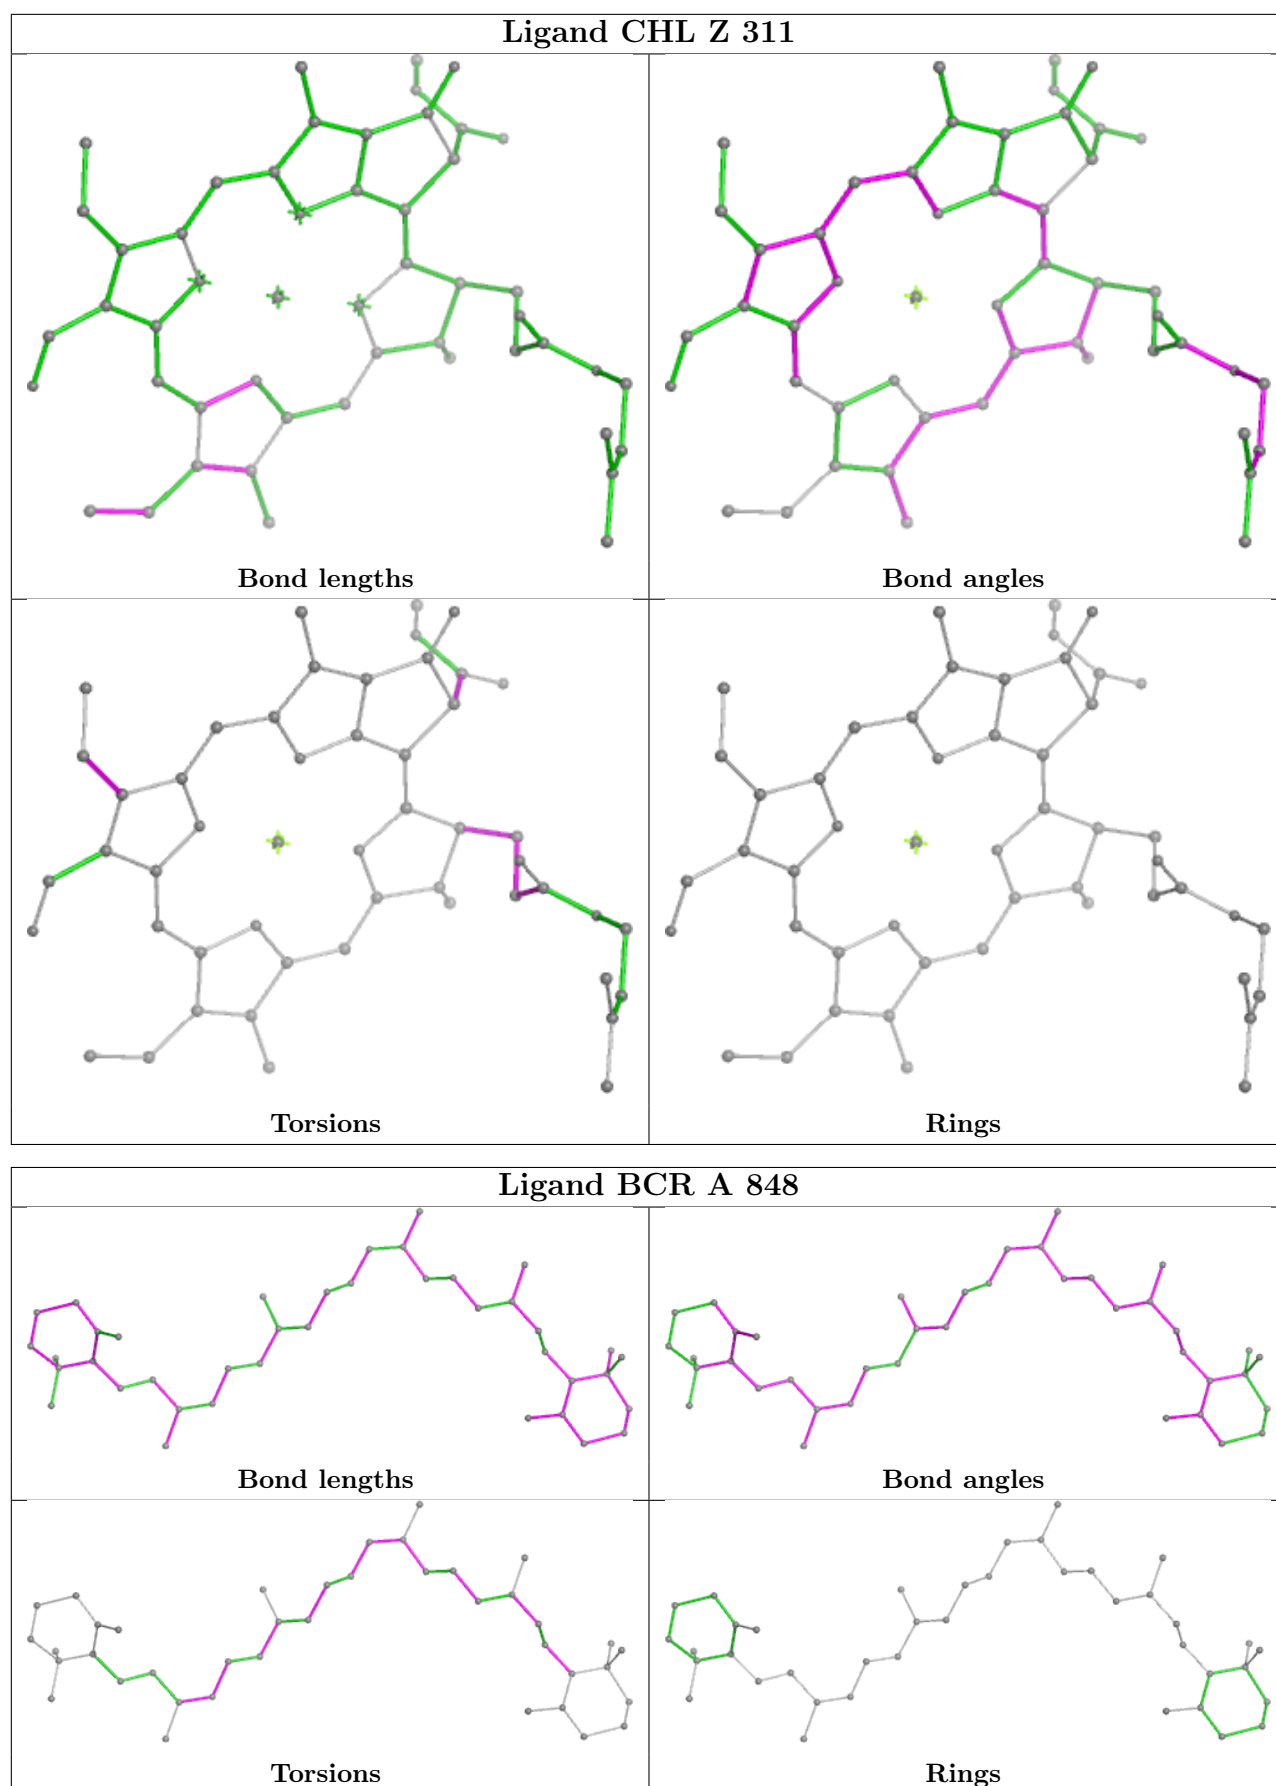 Ligand CHL Z 311
Bond lengths
Bond angles
Torsions
Rings
Ligand BCR A 848
Bond lengths
Bond angles
Torsions
Rings